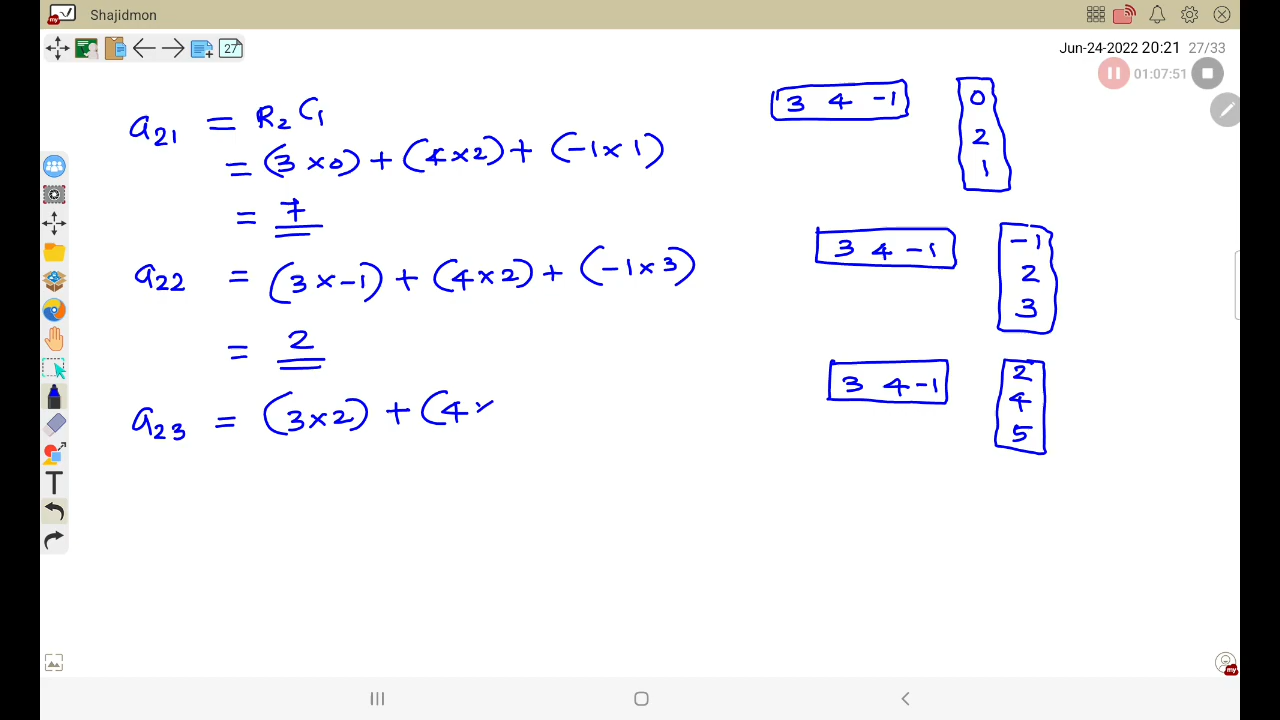 Shajidmon
27
Jun-24-2022 20:21 27/33
01:07:51
a21 = R2 C1
= (3 × 0) + (4 × 2) + (-1 × 1)
= 7
3 4 -1
0
2
1
a22 = (3 × -1) + (4 × 2) + (-1 × 3)
= 2
3 4 -1
-1
2
3
a23 = (3 × 2) + (4 ×
3 4 -1
2
4
5
T
my
my